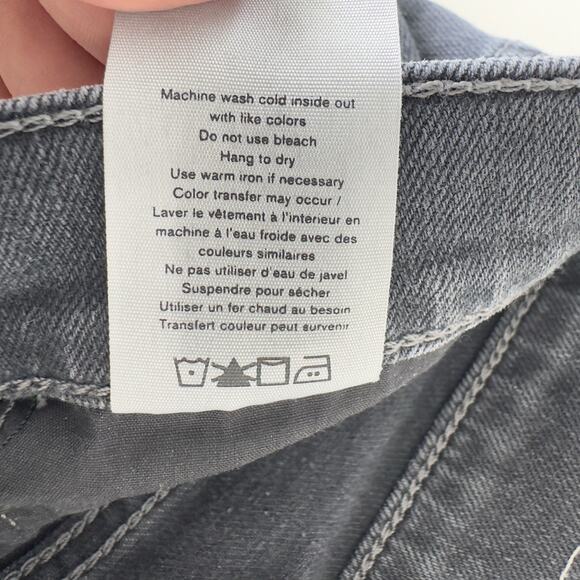 Machine wash cold inside out
with like colors
Do not use bleach
Hang to dry
Use warm iron if necessary
Color transfer may occur /
Laver le vêtement à l'interieur en
machine à l'eau froide avec des
couleurs similaires
Ne pas utiliser d'eau de javel
Suspendre pour sécher
Utiliser un fer chaud au besoin
Transfert couleur peut survenir